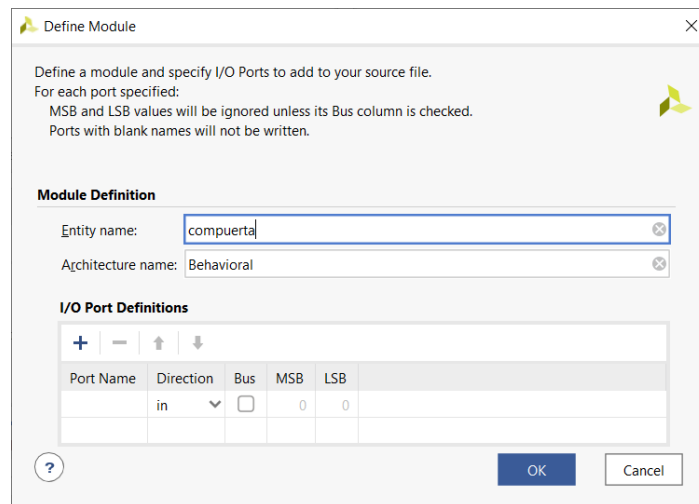 Define Module
Define a module and specify I/O Ports to add to your source file.
For each port specified:
MSB and LSB values will be ignored unless its Bus column is checked.
Ports with blank names will not be written.
Module Definition
Entity name: compuerta
Architecture name: Behavioral
I/O Port Definitions
Port Name Direction Bus MSB LSB
in 0 0
? OK Cancel